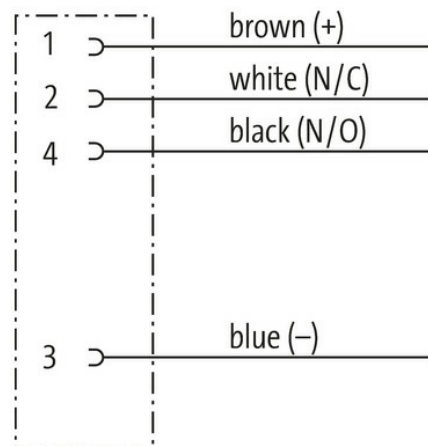 1 brown (+)
2 white (N/C)
4 black (N/O)
3 blue (–)